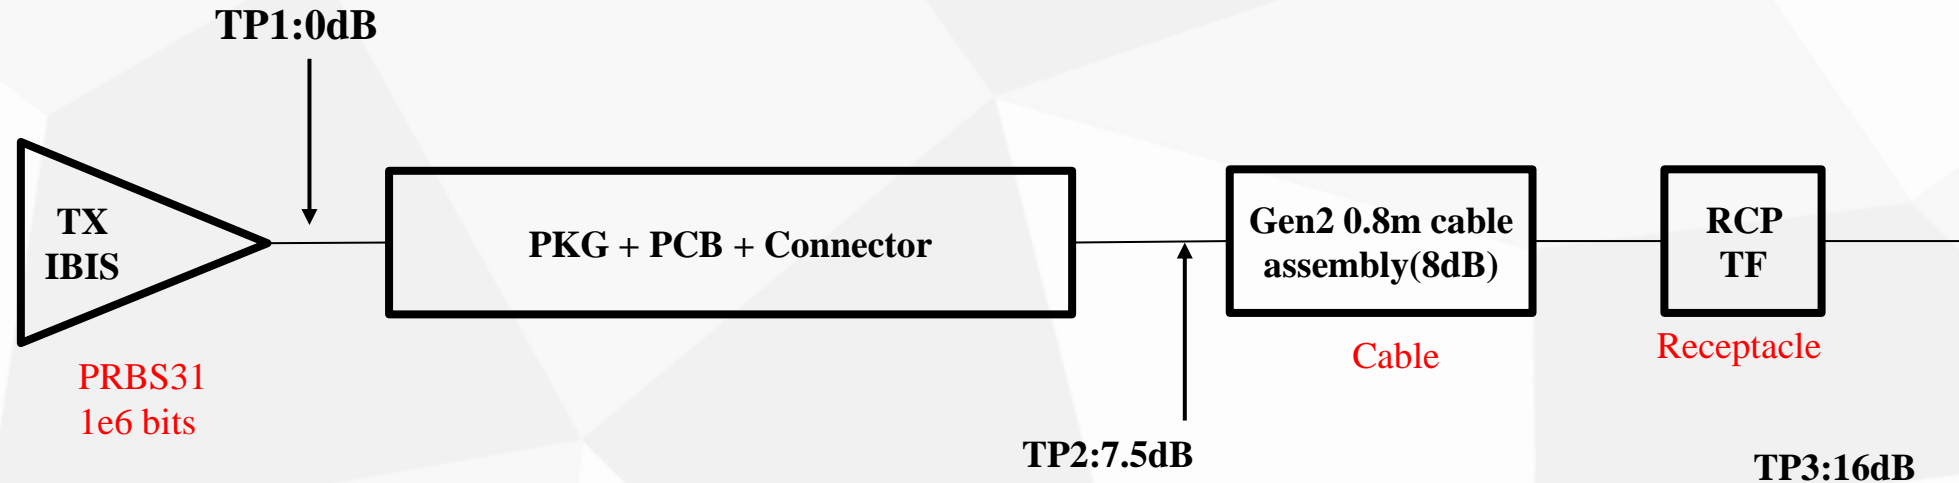 TP1:0dB
TX
IBIS
PRBS31
1e6 bits
PKG + PCB + Connector
TP2:7.5dB
Gen2 0.8m cable
assembly(8dB)
Cable
RCP
TF
Receptacle
TP3:16dB